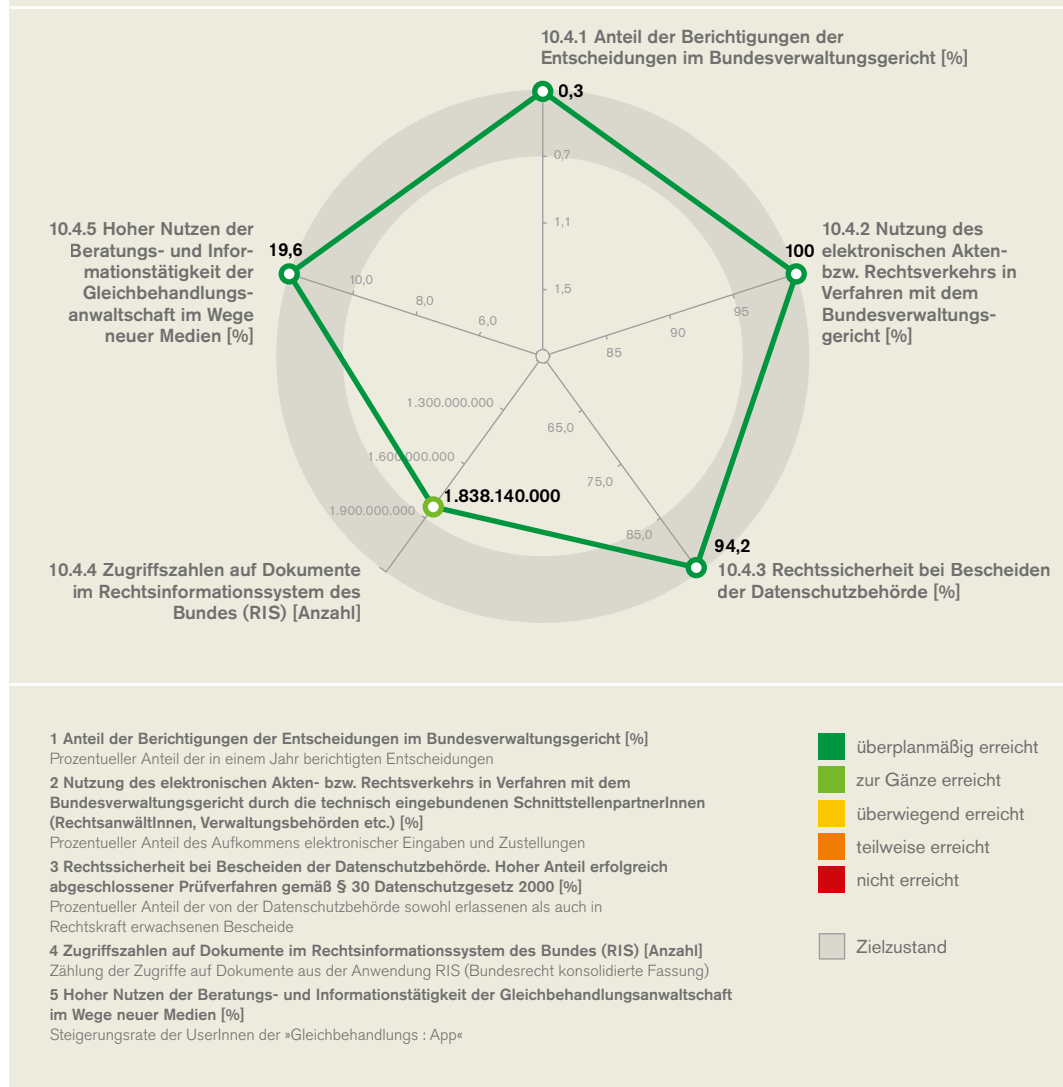 10.4.1 Anteil der Berichtigungen der
Entscheidungen im Bundesverwaltungsgericht [%]
0,3
0,7
1,1
1,5
10.4.5 Hoher Nutzen der
Beratungs- und Infor-
mationstätigkeit der
Gleichbehandlungs-
anwaltschaft im Wege
neuer Medien [%]
19,6
10,0
8,0
6,0
100
95
90
85
10.4.2 Nutzung des
elektronischen Akten-
bzw. Rechtsverkehrs in
Verfahren mit dem
Bundesverwaltungs-
gericht [%]
1.300.000.000
1.600.000.000
1.900.000.000
1.838.140.000
65,0
75,0
85,0
94,2
10.4.4 Zugriffszahlen auf Dokumente
im Rechtsinformationssystem des
Bundes (RIS) [Anzahl]
10.4.3 Rechtssicherheit bei Bescheiden
der Datenschutzbehörde [%]
1 Anteil der Berichtigungen der Entscheidungen im Bundesverwaltungsgericht [%]
Prozentueller Anteil der in einem Jahr berichtigten Entscheidungen
2 Nutzung des elektronischen Akten- bzw. Rechtsverkehrs in Verfahren mit dem
Bundesverwaltungsgericht durch die technisch eingebundenen SchnittstellenpartnerInnen
(RechtsanwältInnen, Verwaltungsbehörden etc.) [%]
Prozentueller Anteil des Aufkommens elektronischer Eingaben und Zustellungen
3 Rechtssicherheit bei Bescheiden der Datenschutzbehörde. Hoher Anteil erfolgreich
abgeschlossener Prüfverfahren gemäß § 30 Datenschutzgesetz 2000 [%]
Prozentueller Anteil der von der Datenschutzbehörde sowohl erlassenen als auch in
Rechtskraft erwachsenen Bescheide
4 Zugriffszahlen auf Dokumente im Rechtsinformationssystem des Bundes (RIS) [Anzahl]
Zählung der Zugriffe auf Dokumente aus der Anwendung RIS (Bundesrecht konsolidierte Fassung)
5 Hoher Nutzen der Beratungs- und Informationstätigkeit der Gleichbehandlungsanwaltschaft
im Wege neuer Medien [%]
Steigerungsrate der UserInnen der »Gleichbehandlungs : App«
überplanmäßig erreicht
zur Gänze erreicht
überwiegend erreicht
teilweise erreicht
nicht erreicht
Zielzustand